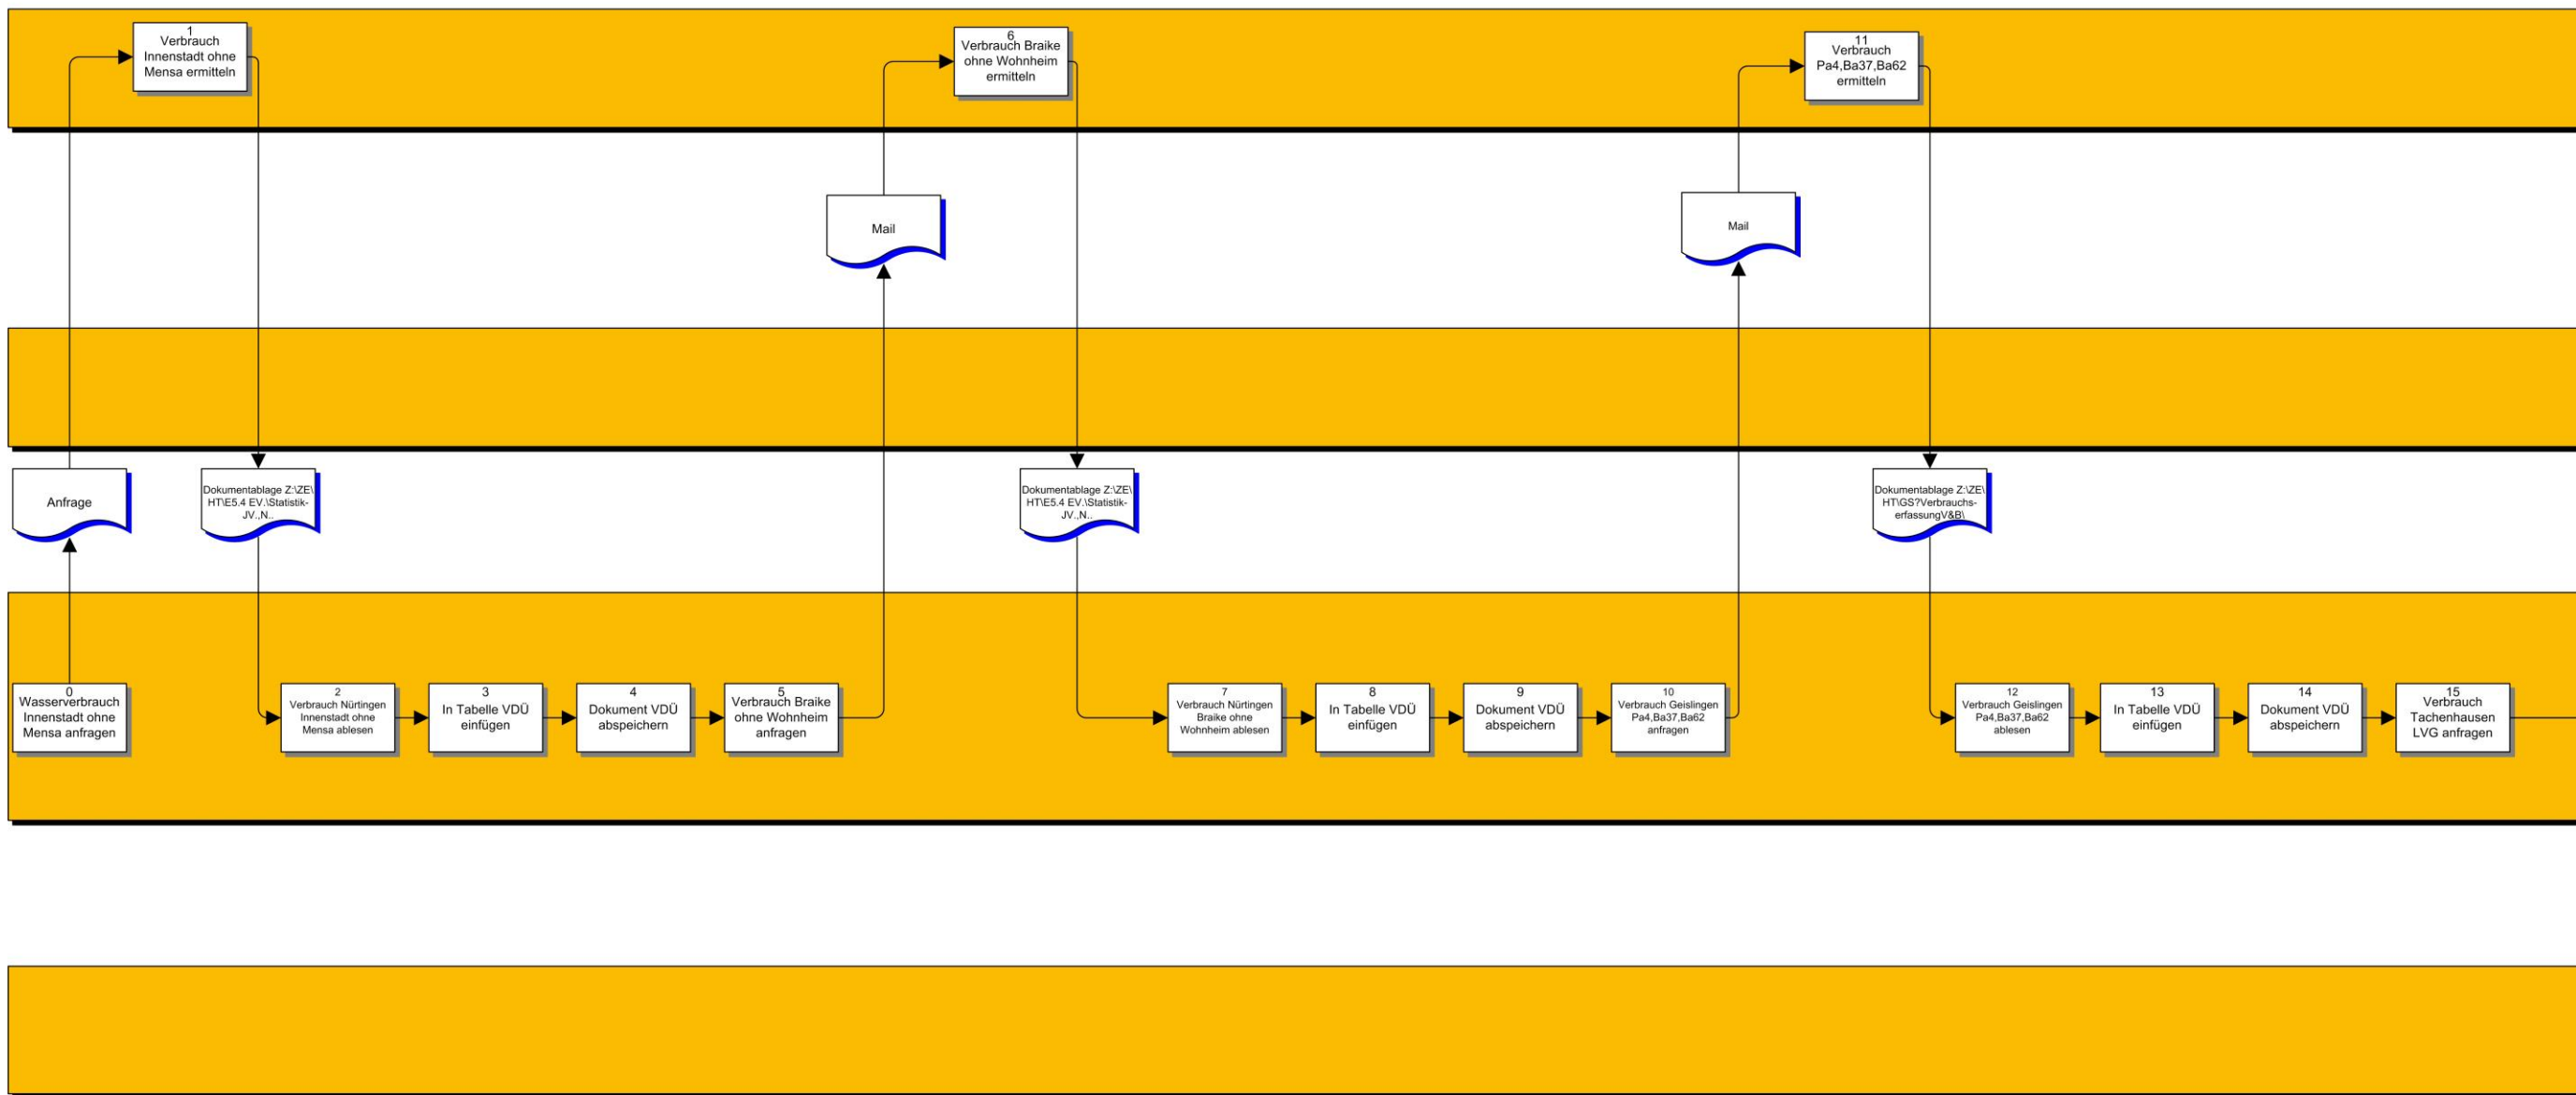 1
Verbrauch
Innenstadt ohne
Mensa ermitteln
6
Verbrauch Braike
ohne Wohnheim
ermitteln
11
Verbrauch
Pa4,Ba37,Ba62
ermitteln
Mail
Mail
Anfrage
Dokumentablage Z:\ZE\
HT\E5.4 EV.\Statistik-
JV.,N..
Dokumentablage Z:\ZE\
HT\E5.4 EV.\Statistik-
JV.,N..
Dokumentablage Z:\ZE\
HT\GS?Verbrauchs-
erfassungV&B\
0
Wasserverbrauch
Innenstadt ohne
Mensa anfragen
2
Verbrauch Nürtingen
Innenstadt ohne
Mensa ablesen
3
In Tabelle VDÜ
einfügen
4
Dokument VDÜ
abspeichern
5
Verbrauch Braike
ohne Wohnheim
anfragen
7
Verbrauch Nürtingen
Braike ohne
Wohnheim ablesen
8
In Tabelle VDÜ
einfügen
9
Dokument VDÜ
abspeichern
10
Verbrauch Geislingen
Pa4,Ba37,Ba62
anfragen
12
Verbrauch Geislingen
Pa4,Ba37,Ba62
ablesen
13
In Tabelle VDÜ
einfügen
14
Dokument VDÜ
abspeichern
15
Verbrauch
Tachenhausen
LVG anfragen